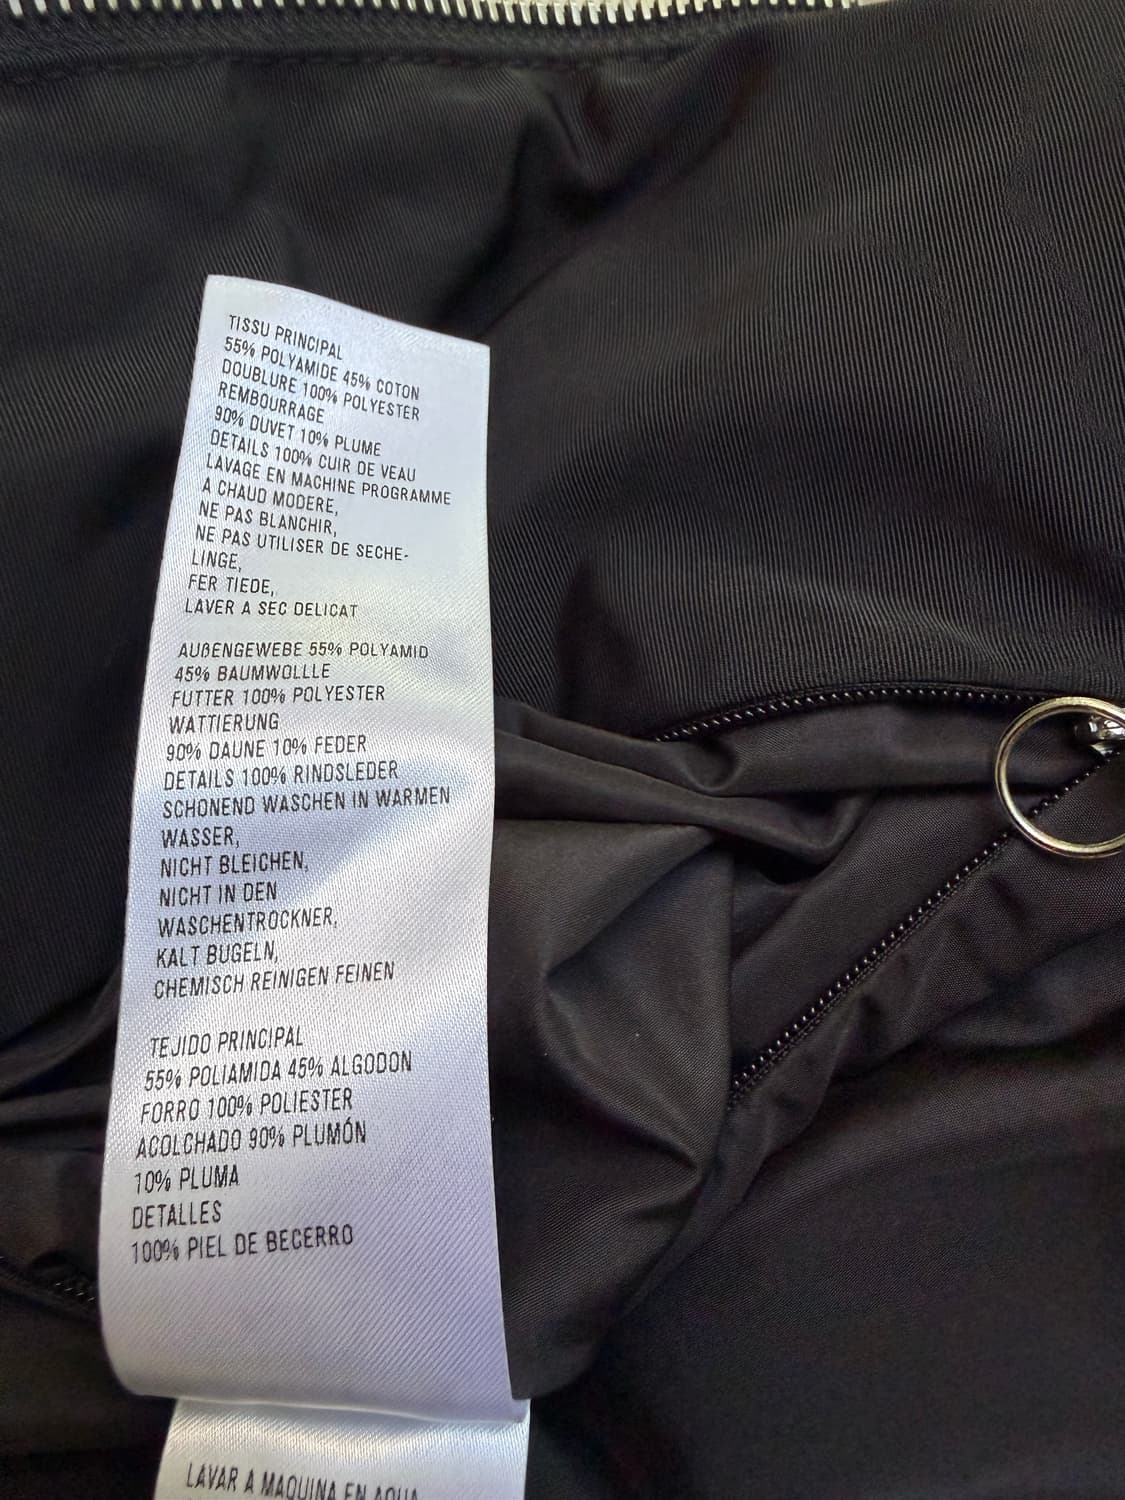 TISSU PRINCIPAL
55% POLYAMIDE 45% COTON
DOUBLURE 100% POLYESTER
REMBOURRAGE
90% DUVET 10% PLUME
DETAILS 100% CUIR DE VEAU
LAVAGE EN MACHINE PROGRAMME
A CHAUD MODERE,
NE PAS BLANCHIR,
NE PAS UTILISER DE SECHE-
LINGE,
FER TIEDE,
LAVER A SEC DELICAT
AUßENGEWEBE 55% POLYAMID
45% BAUMWOLLLE
FUTTER 100% POLYESTER
WATTIERUNG
90% DAUNE 10% FEDER
DETAILS 100% RINDSLEDER
SCHONEND WASCHEN IN WARMEN
WASSER,
NICHT BLEICHEN,
NICHT IN DEN
WASCHENTROCKNER,
KALT BUGELN,
CHEMISCH REINIGEN FEINEN
TEJIDO PRINCIPAL
55% POLIAMIDA 45% ALGODON
FORRO 100% POLIESTER
ACOLCHADO 90% PLUMÓN
10% PLUMA
DETALLES
100% PIEL DE BECERRO
LAVAR A MAQUINA EN AQUA